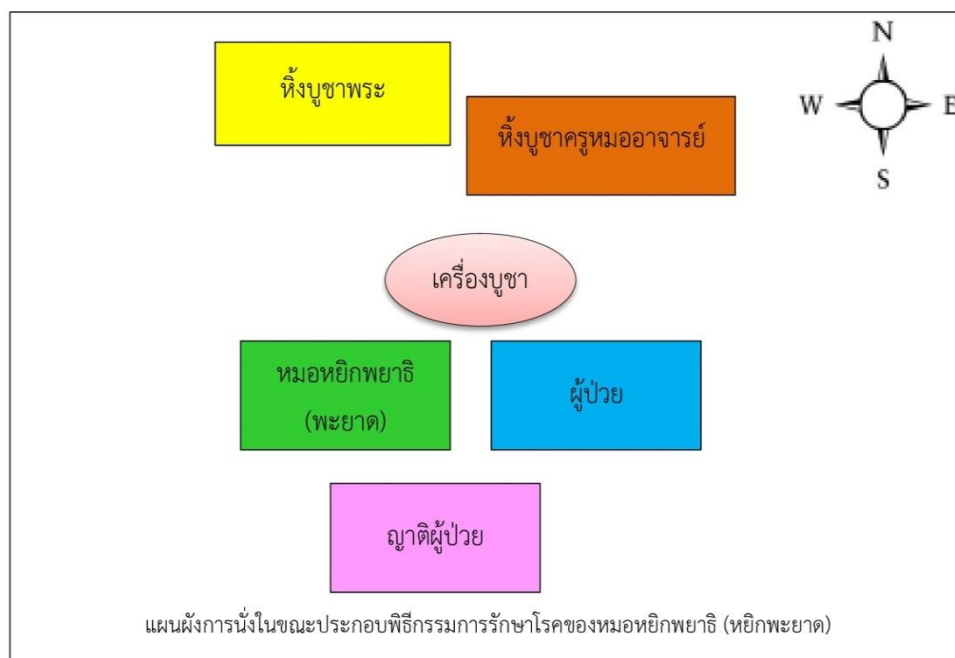 หิ้งบูชาพระ
หิ้งบูชาครูหมออาจารย์
N
W
E
S
เครื่องบูชา
หมอหยิกพยาธิ
(พะยาด)
ผู้ป่วย
ญาติผู้ป่วย
แผนผังการนั่งในขณะประกอบพิธีกรรมการรักษาโรคของหมอหยิกพยาธิ (หยิกพะยาด)